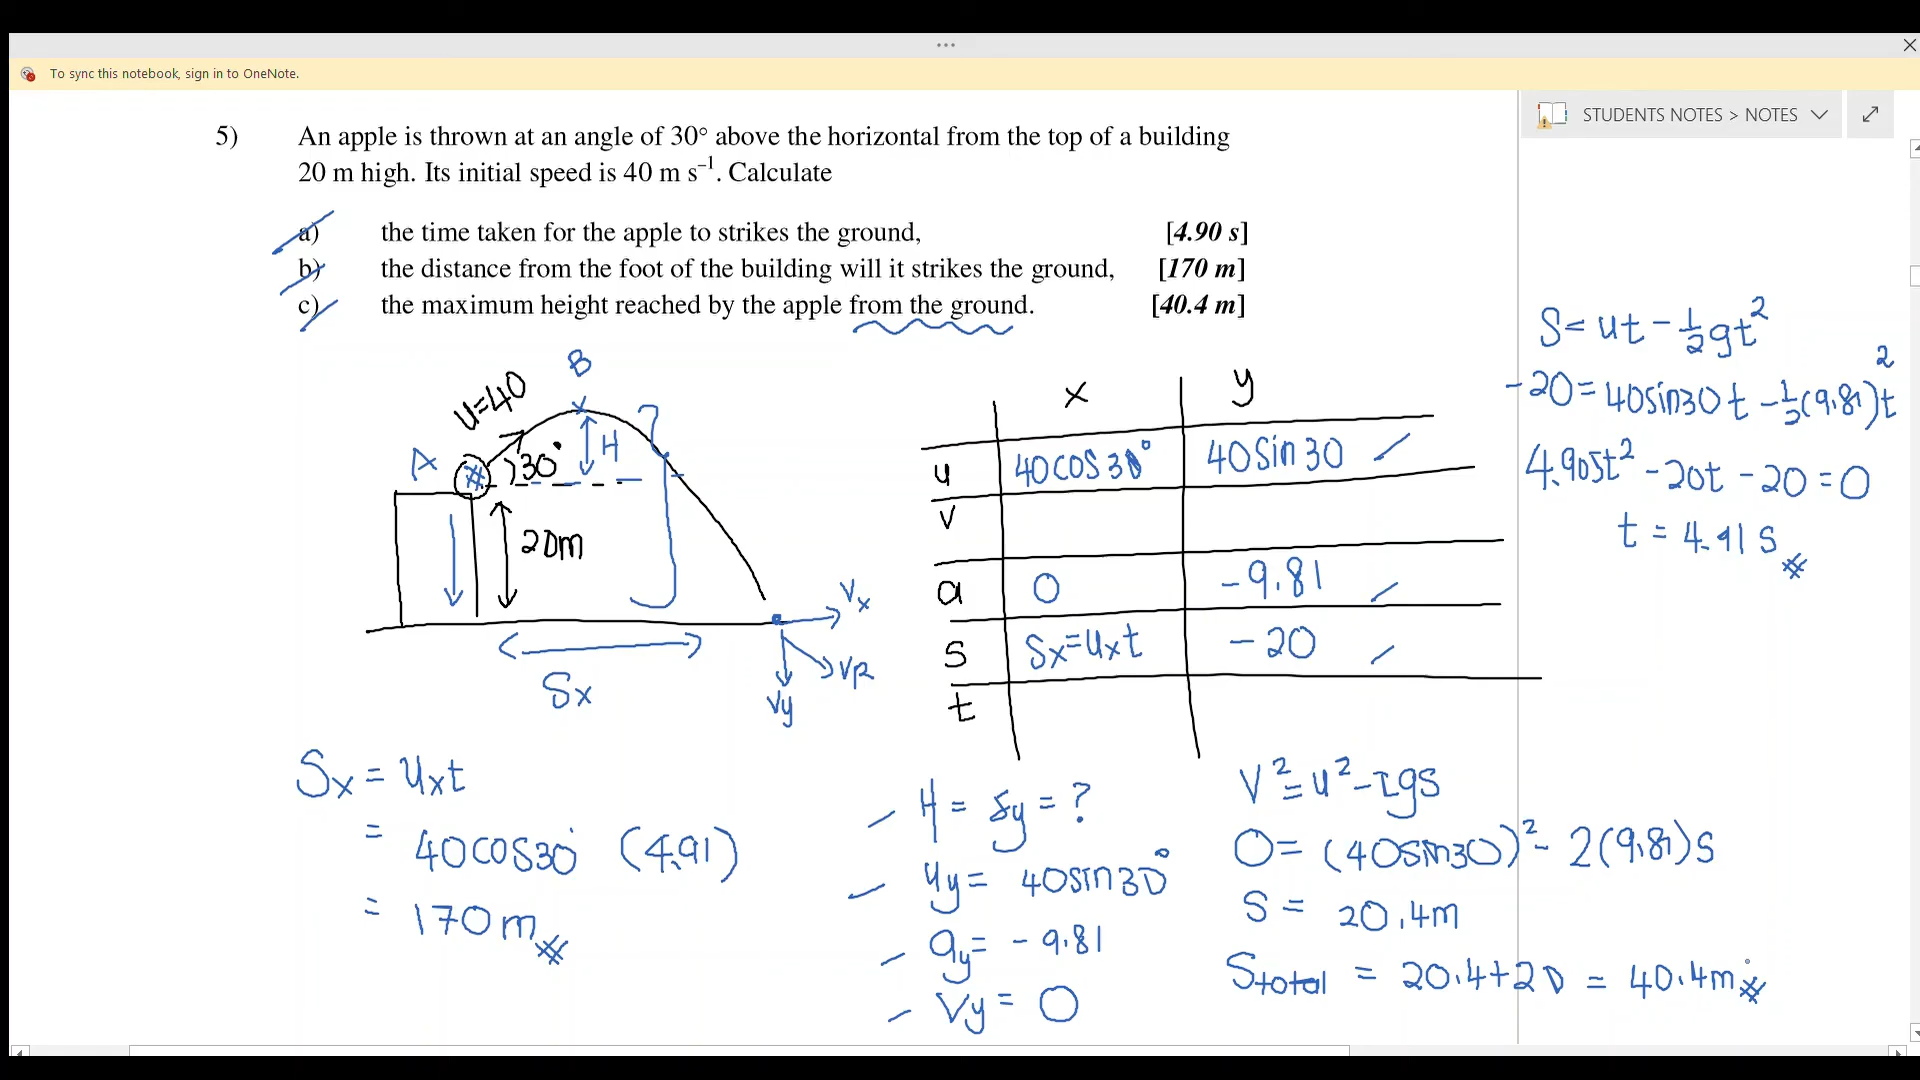 To sync this notebook, sign in to OneNote.
STUDENTS NOTES > NOTES
5) An apple is thrown at an angle of 30° above the horizontal from the top of a building
20 m high. Its initial speed is 40 m s⁻¹. Calculate
a) the time taken for the apple to strikes the ground, [4.90 s]
b) the distance from the foot of the building will it strikes the ground, [170 m]
c) the maximum height reached by the apple from the ground. [40.4 m]
B
u=40
A
30°
H
20m
Sx
Vx
VR
Vy
x y
u 40cos30° 40sin30
v
a 0 -9.81
s Sx=uxt -20
t
S = ut - ½gt²
-20 = 40sin30t - ½(9.81)t²
4.905t² - 20t - 20 = 0
t = 4.91 s
Sx = uxt
= 40cos30° (4.91)
= 170 m
H = sy = ?
uy = 40sin30°
ay = -9.81
Vy = 0
V² = u² - 2gs
0 = (40sin30)² - 2(9.81)s
s = 20.4m
Stotal = 20.4+20 = 40.4m